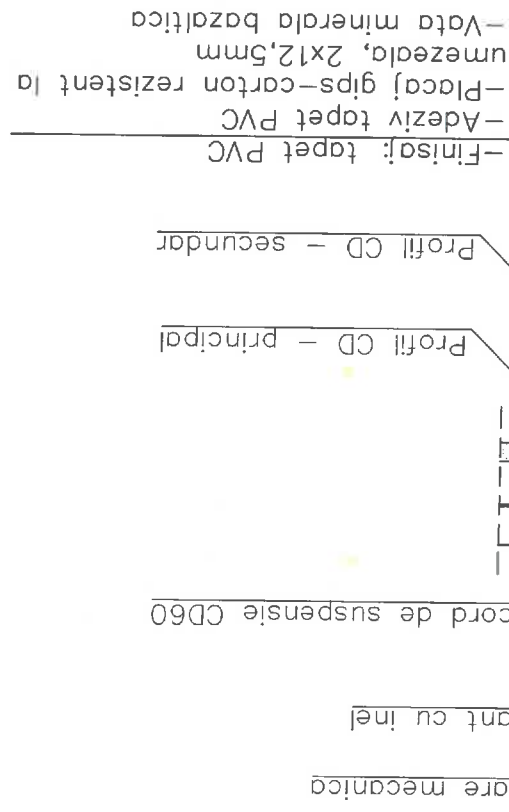 are mecanica
ant cu inel
cord de suspensie CD60
Profil CD – principal
Profil CD – secundar
–Finisaj: tapet PVC
–Adeziv tapet PVC
–Placaj gips–carton rezistent la
umezeala, 2x12,5mm
–Vata minerala bazaltica